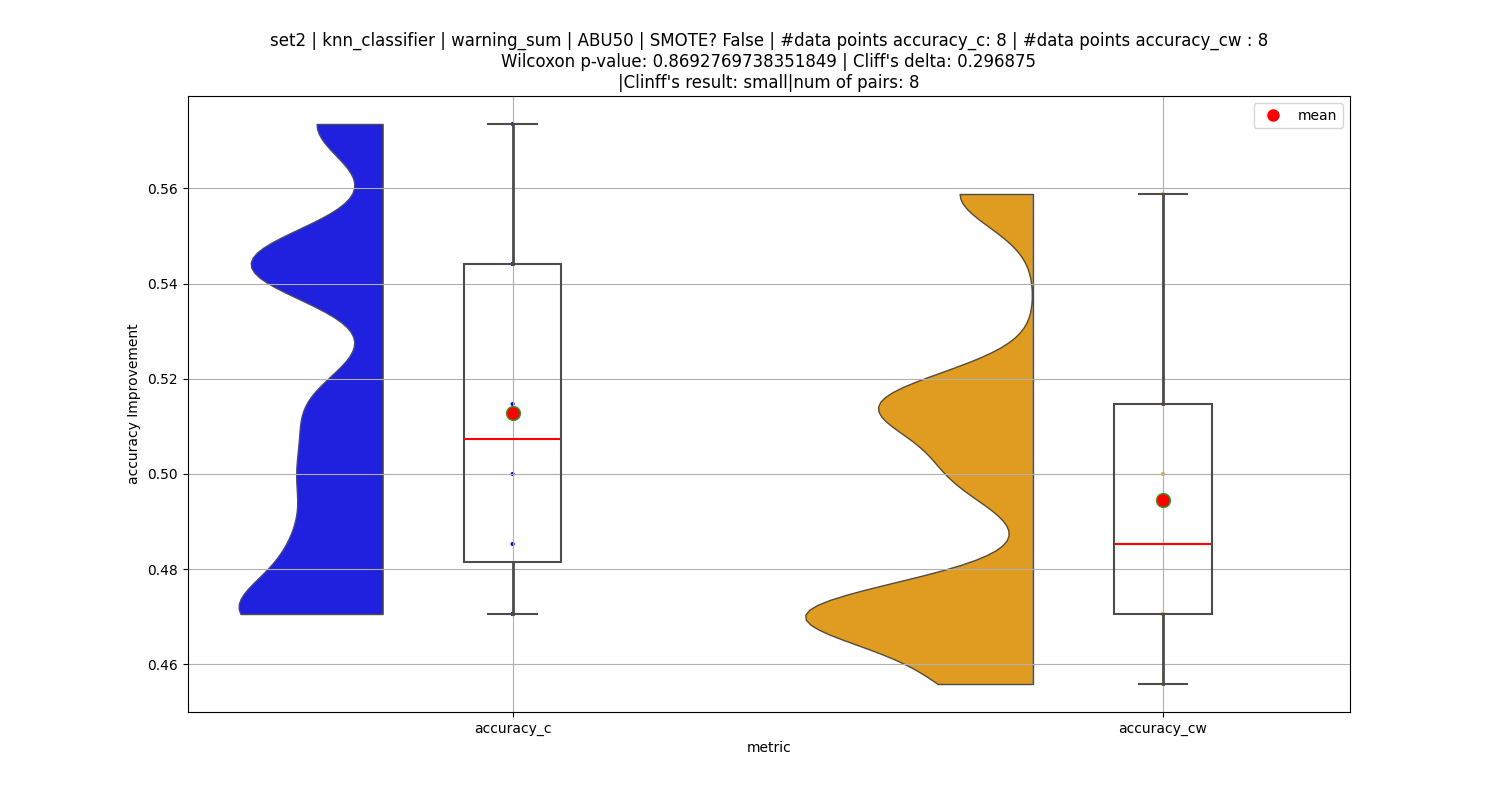 set2 | knn_classifier | warning_sum | ABU50 | SMOTE? False | #data points accuracy_c: 8 | #data points accuracy_cw : 8
Wilcoxon p-value: 0.8692769738351849 | Cliff's delta: 0.296875
|Clinff's result: small|num of pairs: 8
mean
0.56
0.54
0.52
0.50
0.48
0.46
accuracy Improvement
accuracy_c
accuracy_cw
metric